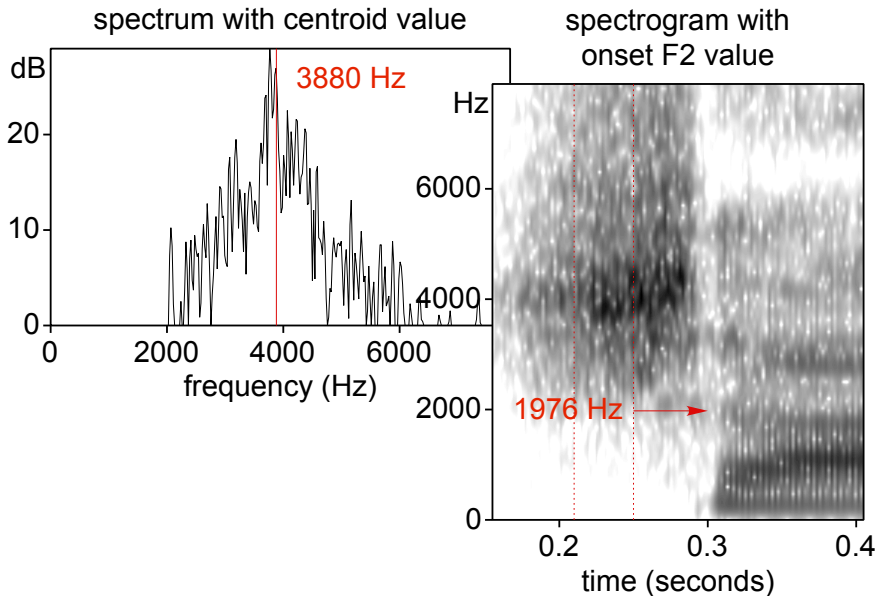 spectrum with centroid value
dB
3880 Hz
20
10
0
0 2000 4000 6000
frequency (Hz)
spectrogram with
onset F2 value
Hz
6000
4000
1976 Hz
2000
0
0.2 0.3 0.4
time (seconds)